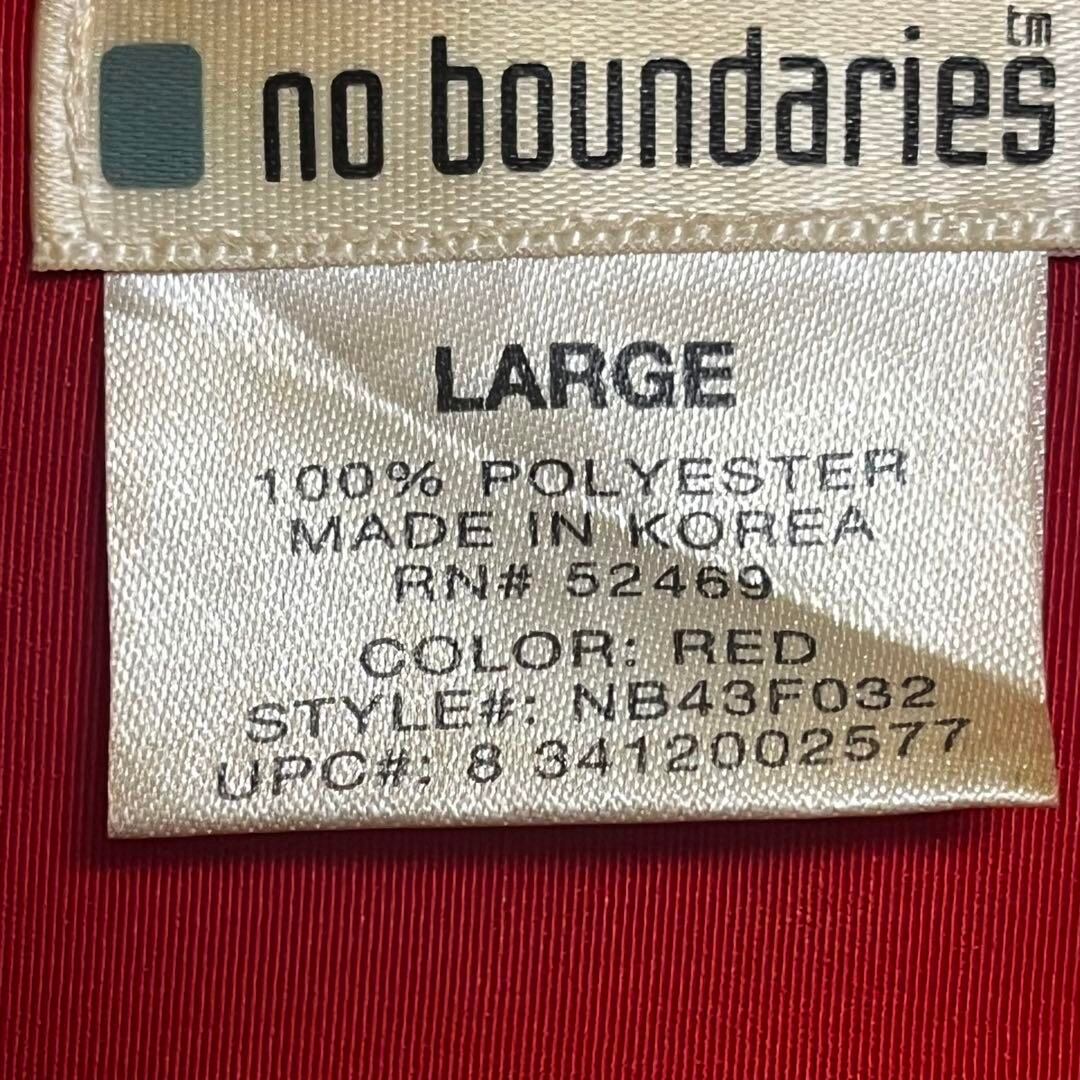 no boundaries tm
LARGE
100% POLYESTER
MADE IN KOREA
RN# 52469
COLOR: RED
STYLE#: NB43F032
UPC#: 8 3412002577